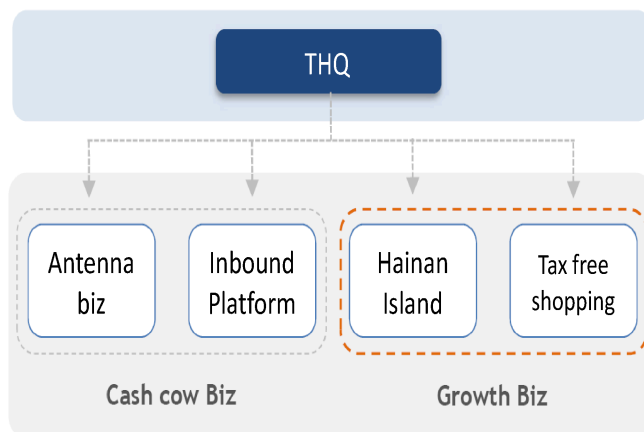 THQ
Antenna
biz
Inbound
Platform
Hainan
Island
Tax free
shopping
Cash cow Biz
Growth Biz